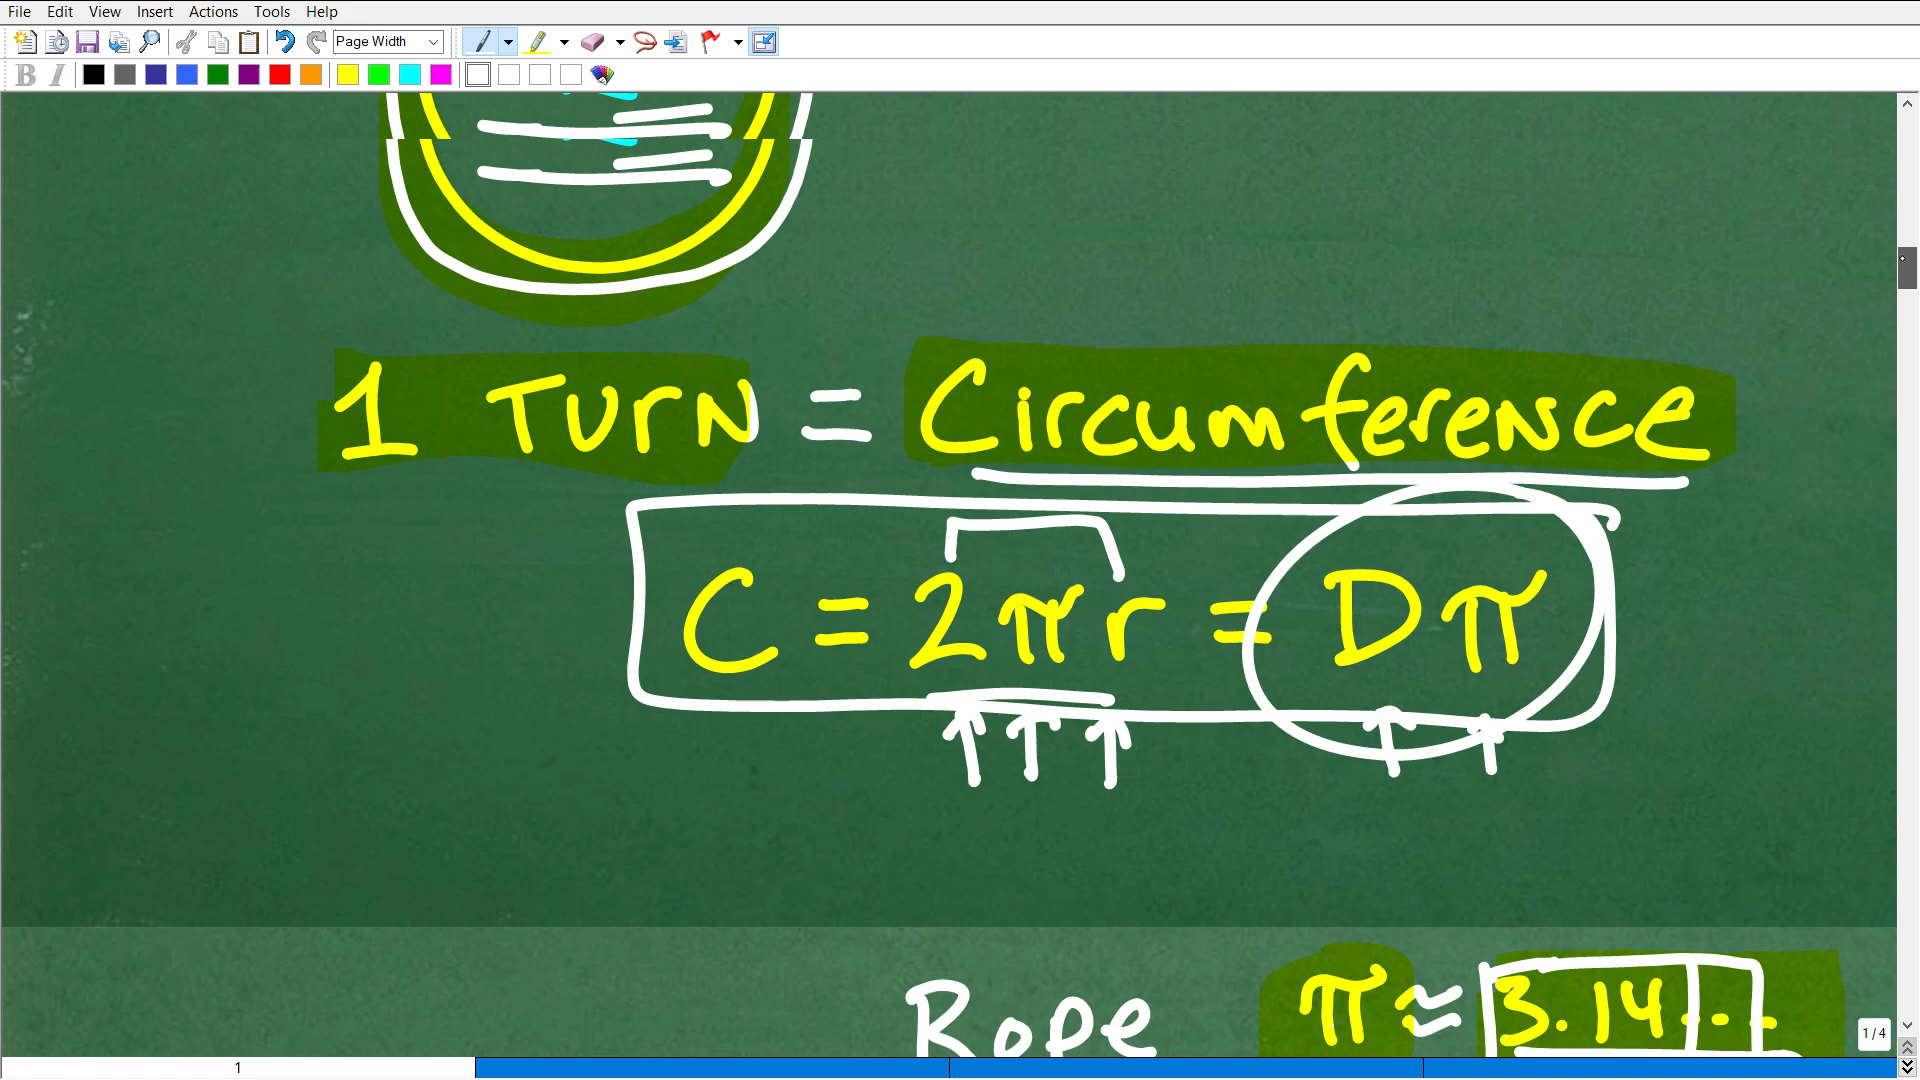 File Edit View Insert Actions Tools Help
Page Width
B I
1 Turn = Circumference
C = 2πr = Dπ
Rope π ≈ 3.14...
1 / 4
1